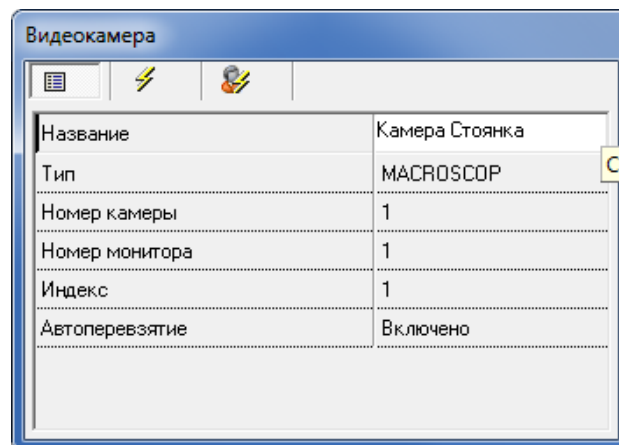 Видеокамера
Название Камера Стоянка
Тип MACROSCOP
Номер камеры 1
Номер монитора 1
Индекс 1
Автоперевзятие Включено